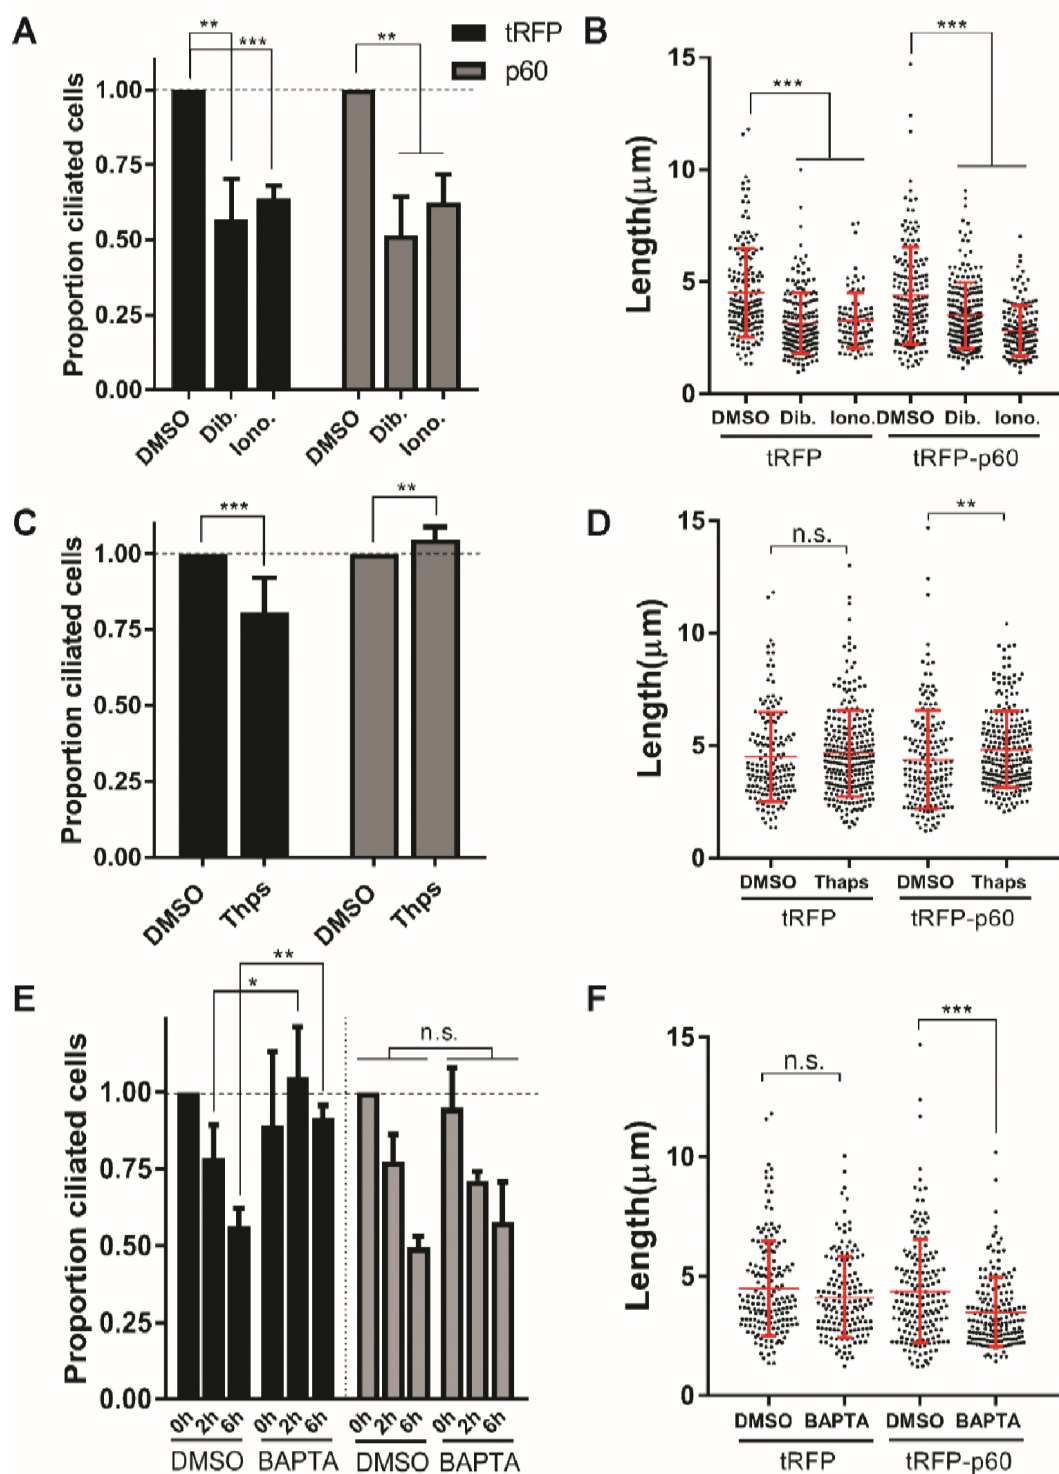 A
**
***
**
tRFP
p60
Proportion ciliated cells
1.00
0.75
0.50
0.25
0.00
DMSO
Dib.
Iono.
DMSO
Dib.
Iono.
B
***
***
Length(μm)
15
10
5
0
DMSO Dib. Iono. DMSO Dib. Iono.
tRFP tRFP-p60
C
***
**
Proportion ciliated cells
1.00
0.75
0.50
0.25
0.00
DMSO
Thps
DMSO
Thps
D
n.s.
**
Length(μm)
15
10
5
0
DMSO Thaps DMSO Thaps
tRFP tRFP-p60
E
**
*
n.s.
Proportion ciliated cells
1.00
0.75
0.50
0.25
0.00
0h 2h 6h 0h 2h 6h 0h 2h 6h 0h 2h 6h
DMSO BAPTA DMSO BAPTA
F
n.s.
***
Length(μm)
15
10
5
0
DMSO BAPTA DMSO BAPTA
tRFP tRFP-p60